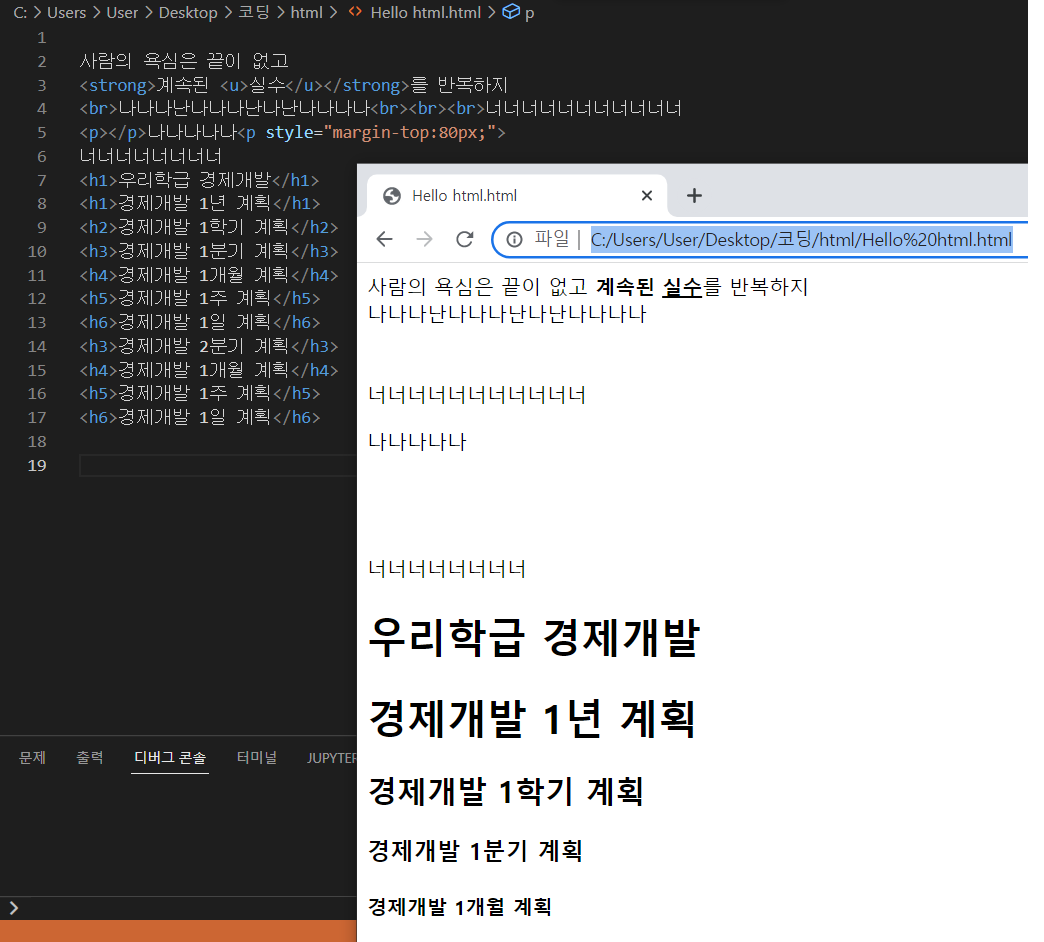 C: > Users > User > Desktop > 코딩 > html > <> Hello html.html > p
1
2 사람의 욕심은 끝이 없고
3 <strong>계속된 <u>실수</u></strong>를 반복하지
4 <br>나나나난나나나난나난나나나나<br><br><br>너너너너너너너너너너너
5 <p></p>나나나나나<p style="margin-top:80px;">
6 너너너너너너너너
7 <h1>우리학급 경제개발</h1>
8 <h1>경제개발 1년 계획</h1>
9 <h2>경제개발 1학기 계획</h2>
10 <h3>경제개발 1분기 계획</h3>
11 <h4>경제개발 1개월 계획</h4>
12 <h5>경제개발 1주 계획</h5>
13 <h6>경제개발 1일 계획</h6>
14 <h3>경제개발 2분기 계획</h3>
15 <h4>경제개발 1개월 계획</h4>
16 <h5>경제개발 1주 계획</h5>
17 <h6>경제개발 1일 계획</h6>
18
19
문제 출력 디버그 콘솔 터미널 JUPYTER
Hello html.html
파일 | C:/Users/User/Desktop/코딩/html/Hello%20html.html
사람의 욕심은 끝이 없고 계속된 실수를 반복하지
나나나난나나나난나난나나나나
너너너너너너너너너너너
나나나나나
너너너너너너너너
우리학급 경제개발
경제개발 1년 계획
경제개발 1학기 계획
경제개발 1분기 계획
경제개발 1개월 계획